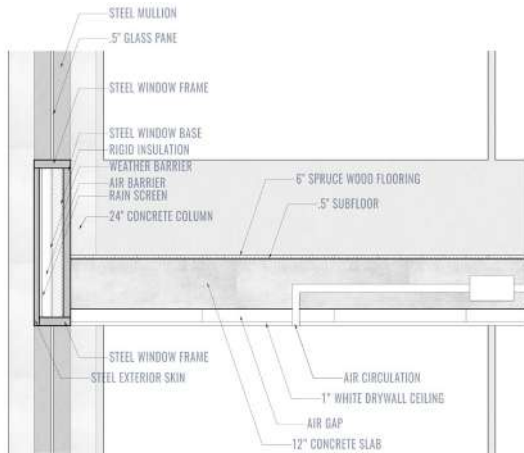 STEEL MULLION
.5" GLASS PANE
STEEL WINDOW FRAME
STEEL WINDOW BASE
RIGID INSULATION
WEATHER BARRIER
AIR BARRIER
RAIN SCREEN
24" CONCRETE COLUMN
6" SPRUCE WOOD FLOORING
.5" SUBFLOOR
STEEL WINDOW FRAME
STEEL EXTERIOR SKIN
AIR CIRCULATION
1" WHITE DRYWALL CEILING
AIR GAP
12" CONCRETE SLAB